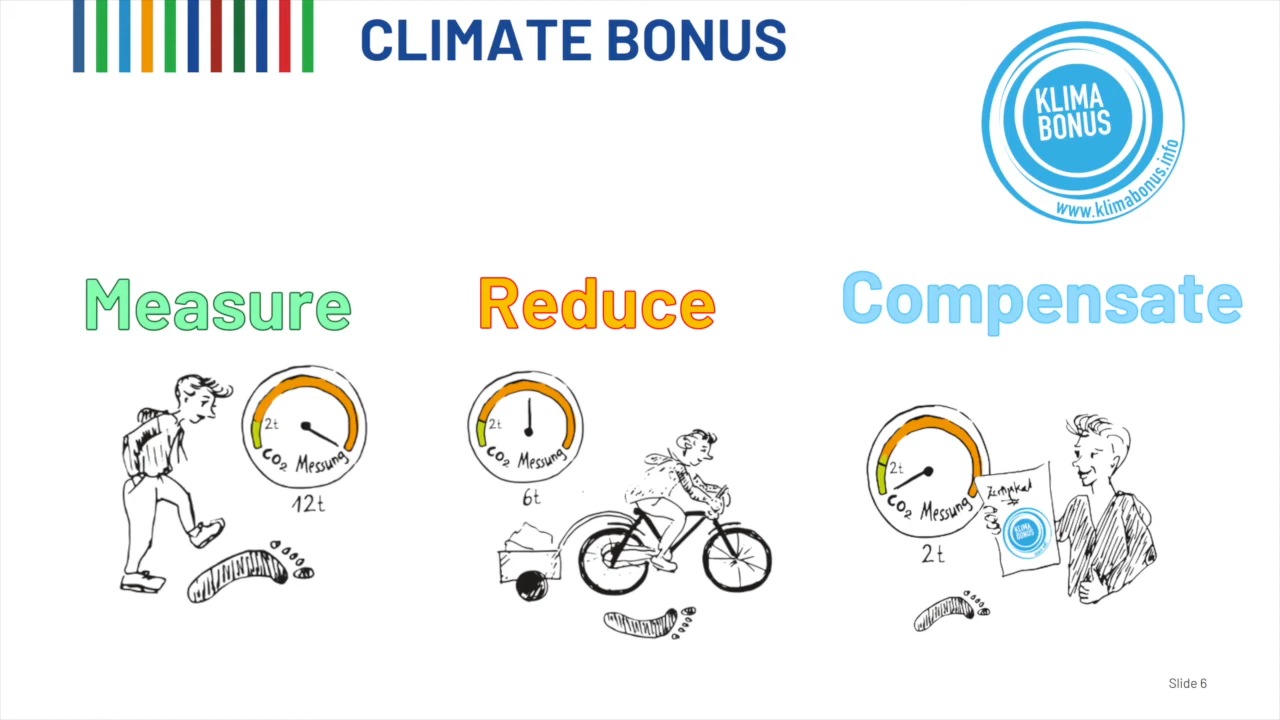 CLIMATE BONUS
KLIMA
BONUS
www.klimabonus.info
Measure
Reduce
Compensate
2t
CO₂ Messung
12t
2t
CO₂ Messung
6t
2t
CO₂ Messung
2t
Zertifikat
KLIMA
BONUS
Slide 6